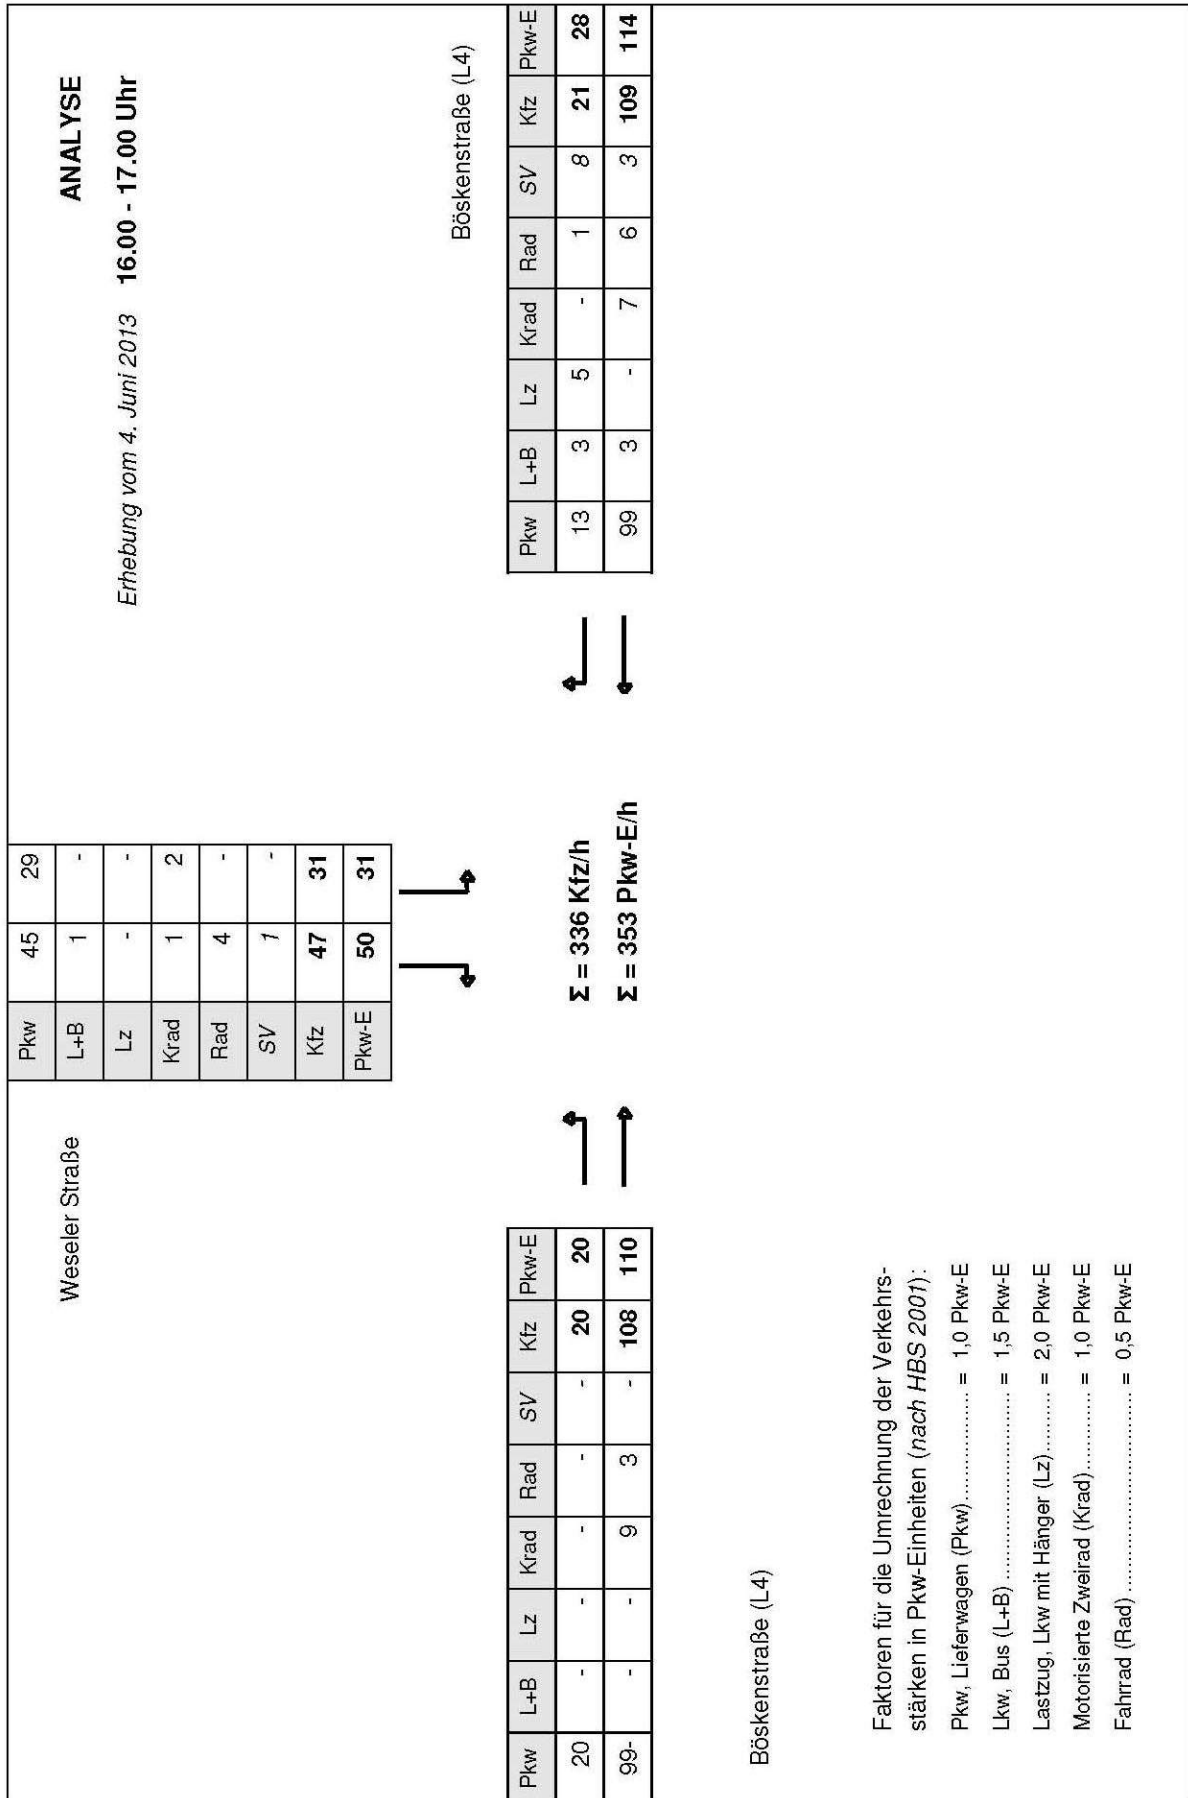 ANALYSE
Erhebung vom 4. Juni 2013 16.00 - 17.00 Uhr
Weseler Straße
Pkw 45 29
L+B 1 -
Lz - -
Krad 1 2
Rad 4 -
SV 1 -
Kfz 47 31
Pkw-E 50 31
Böskenstraße (L4)
Pkw L+B Lz Krad Rad SV Kfz Pkw-E
20 - - - - - 20 20
99- - - 9 3 - 108 110
Σ = 336 Kfz/h
Σ = 353 Pkw-E/h
Pkw L+B Lz Krad Rad SV Kfz Pkw-E
13 3 5 - 1 8 21 28
99 3 - 7 6 3 109 114
Böskenstraße (L4)
Faktoren für die Umrechnung der Verkehrs-
stärken in Pkw-Einheiten (nach HBS 2001):
Pkw, Lieferwagen (Pkw)................... = 1,0 Pkw-E
Lkw, Bus (L+B) ................................... = 1,5 Pkw-E
Lastzug, Lkw mit Hänger (Lz).......... = 2,0 Pkw-E
Motorisierte Zweirad (Krad)............. = 1,0 Pkw-E
Fahrrad (Rad) ..................................... = 0,5 Pkw-E